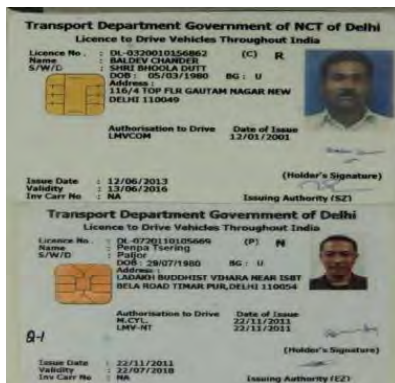 Transport Department Government of NCT of Delhi
Licence to Drive Vehicles Throughout India
Licence No. : DL-0320010156862 (C) R
Name : BALDEV CHANDER
S/W/D : SHRI BHOOLA DUTT
DOB : 05/03/1980 BG : U
Address :
116/4 TOP FLR GAUTAM NAGAR NEW
DELHI 110049
Authorisation to Drive Date of Issue
LMVCOM 12/01/2001
(Holder's Signature)
Issue Date : 12/06/2013
Validity : 13/06/2016
Inv Carr No : NA Issuing Authority (SZ)
Transport Department Government of Delhi
Licence to Drive Vehicles Throughout India
Licence No. : DL-0720110105669 (P) N
Name : Penpa Tsering
S/W/D : Paljor
DOB : 29/07/1980 BG : U
Address :
LADAKH BUDDHIST VIHARA NEAR ISBT
BELA ROAD TIMAR PUR,DELHI 110054
Authorisation to Drive Date of Issue
M.CYL. 22/11/2011
LMV-NT 22/11/2011
Q-1
(Holder's Signature)
Issue Date : 22/11/2011
Validity : 22/07/2018
Inv Carr No : NA Issuing Authority (EZ)